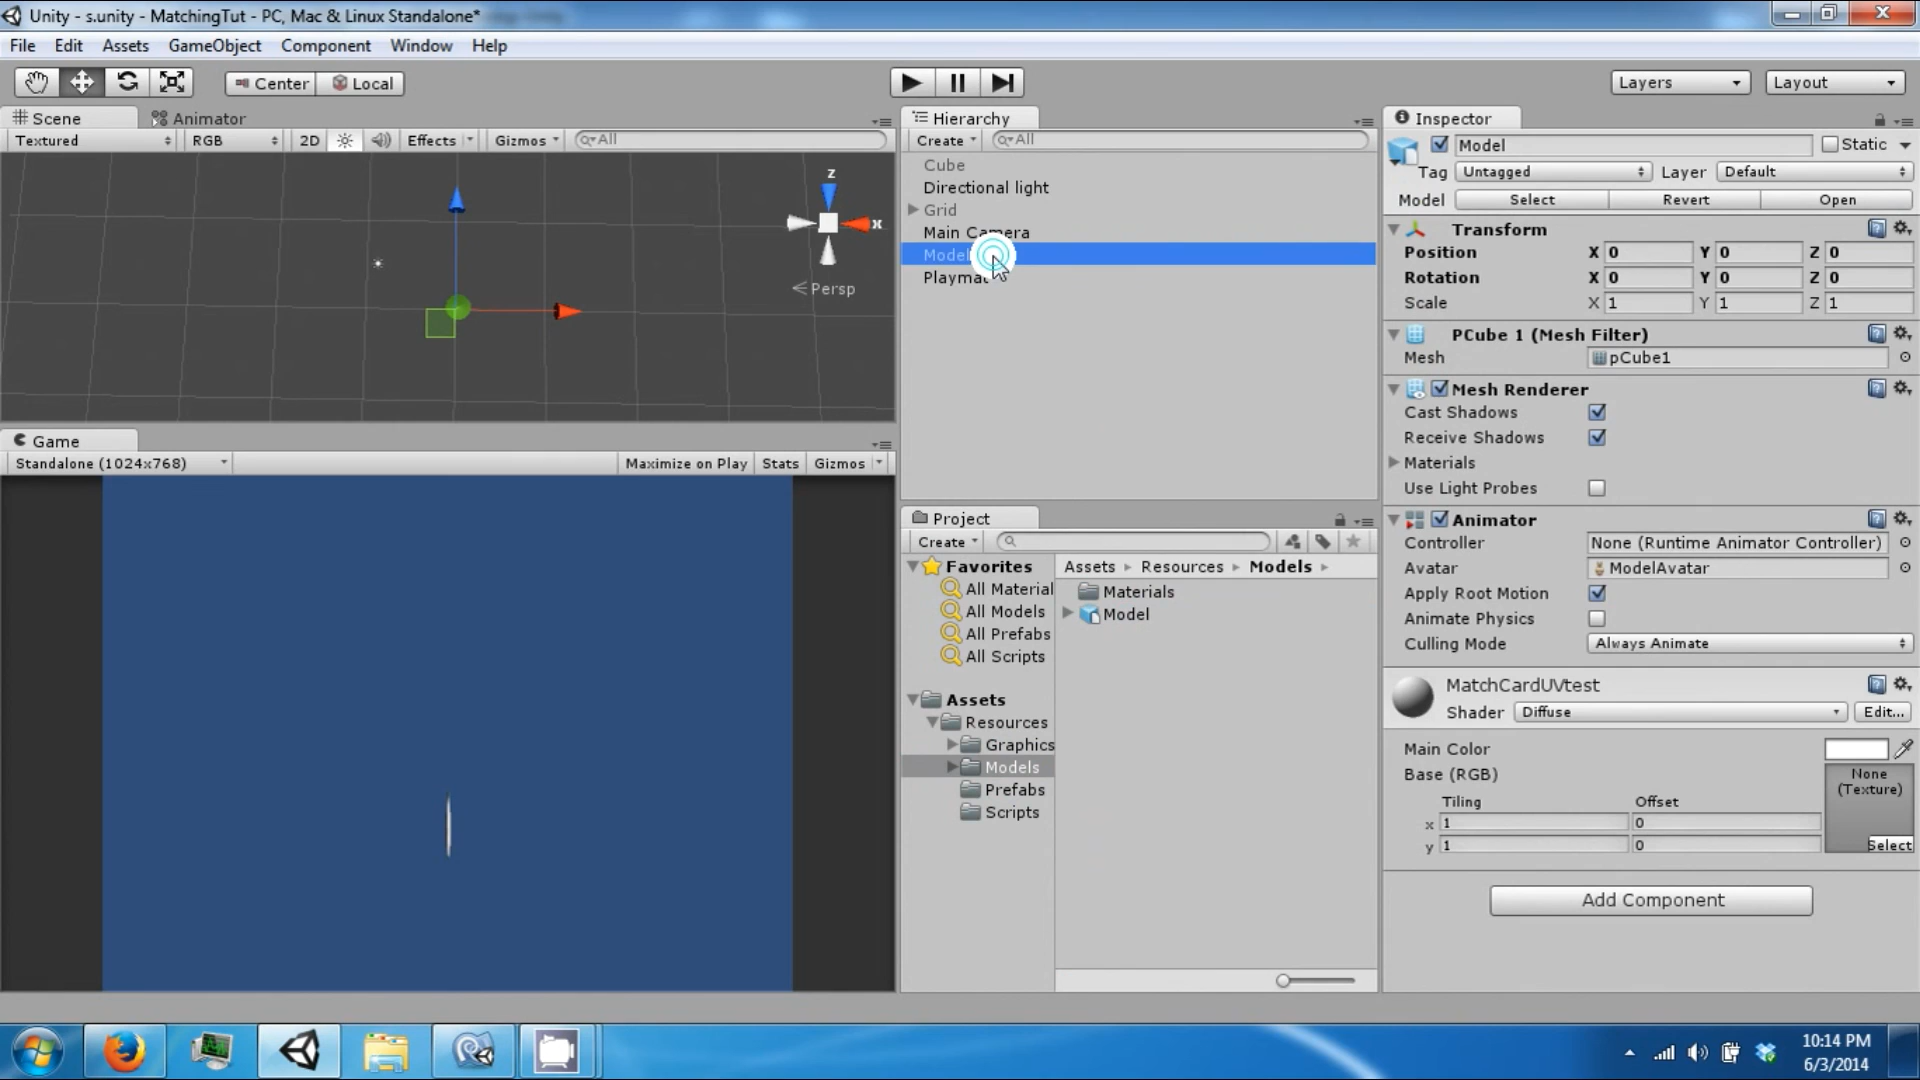 Unity - s.unity - MatchingTut - PC, Mac & Linux Standalone*
File Edit Assets GameObject Component Window Help
Center Local
Layers Layout
Scene Animator
Textured RGB 2D Effects Gizmos All
z
x
Persp
Game
Standalone (1024x768) Maximize on Play Stats Gizmos
Hierarchy
Create All
Cube
Directional light
Grid
Main Camera
Model
Playmat
Project
Create
Favorites
All Material
All Models
All Prefabs
All Scripts
Assets
Resources
Graphics
Models
Prefabs
Scripts
Assets Resources Models
Materials
Model
Inspector
Model Static
Tag Untagged Layer Default
Model Select Revert Open
Transform
Position X 0 Y 0 Z 0
Rotation X 0 Y 0 Z 0
Scale X 1 Y 1 Z 1
PCube 1 (Mesh Filter)
Mesh pCube1
Mesh Renderer
Cast Shadows
Receive Shadows
Materials
Use Light Probes
Animator
Controller None (Runtime Animator Controller)
Avatar ModelAvatar
Apply Root Motion
Animate Physics
Culling Mode Always Animate
MatchCardUVtest
Shader Diffuse Edit...
Main Color
Base (RGB) None
(Texture)
Tiling Offset
x 1 0
y 1 0
Select
Add Component
10:14 PM
6/3/2014